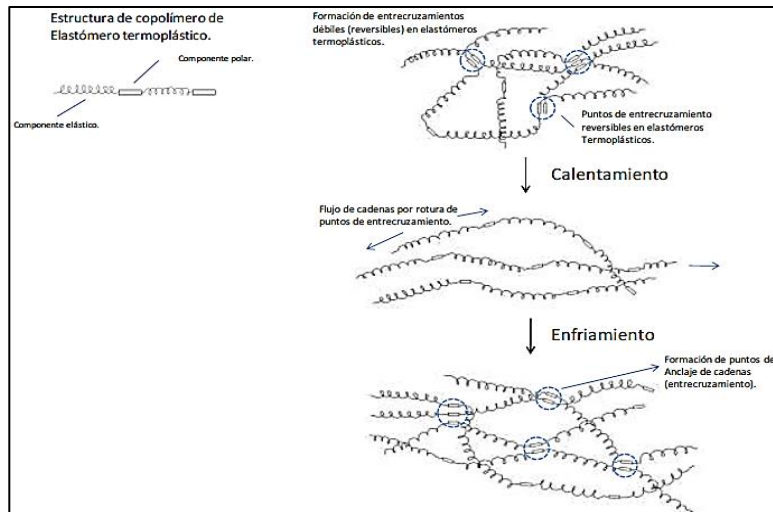 Estructura de copolímero de
Elastómero termoplástico.
Componente polar.
Componente elástico.
Formación de entrecruzamientos
débiles (reversibles) en elastómeros
termoplásticos.
Puntos de entrecruzamiento
reversibles en elastómeros
Termoplásticos.
Calentamiento
Flujo de cadenas por rotura de
puntos de entrecruzamiento.
Enfriamiento
Formación de puntos de
Anclaje de cadenas
(entrecruzamiento).